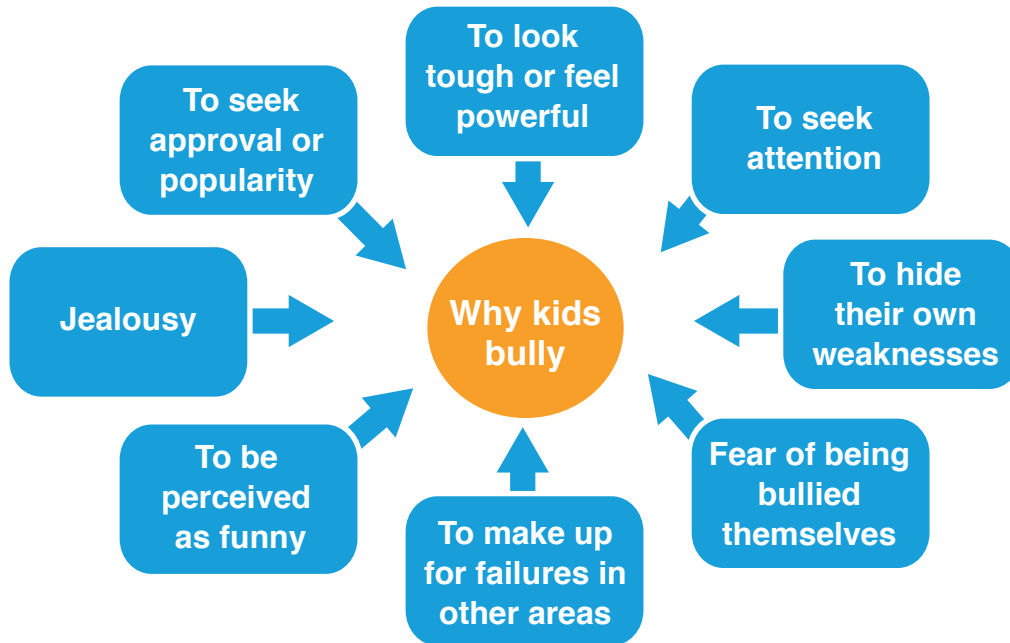 To look
tough or feel
powerful
To seek
approval or
popularity
To seek
attention
Jealousy
Why kids
bully
To hide
their own
weaknesses
To be
perceived
as funny
To make up
for failures in
other areas
Fear of being
bullied
themselves